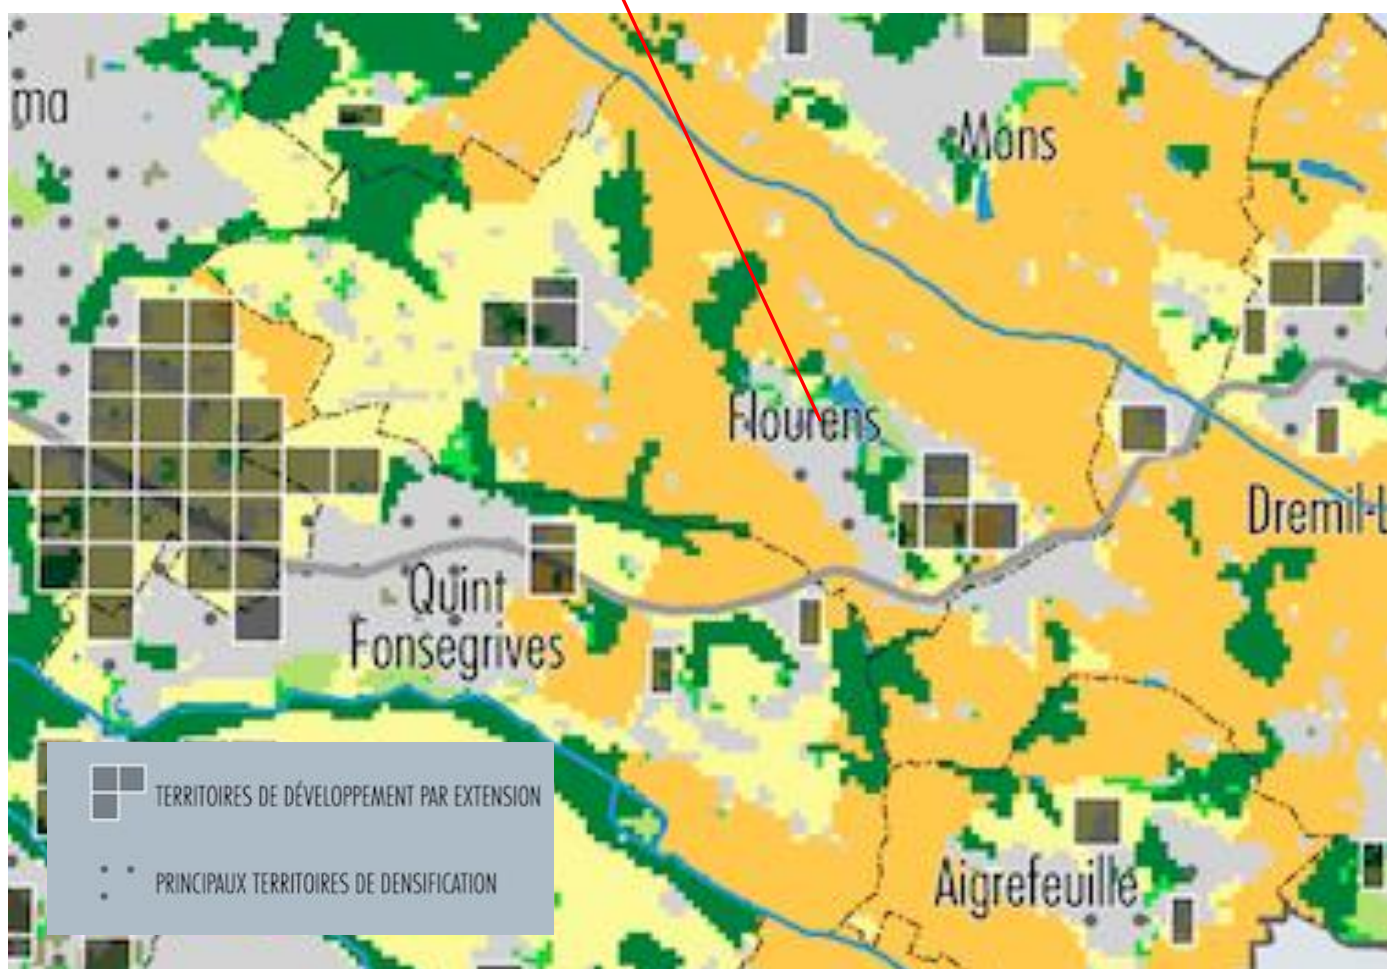 ma
Mons
Flourens
Dremil-L
Quint
Fonsegrives
TERRITOIRES DE DÉVELOPPEMENT PAR EXTENSION
PRINCIPAUX TERRITOIRES DE DENSIFICATION
Aigrefeuille